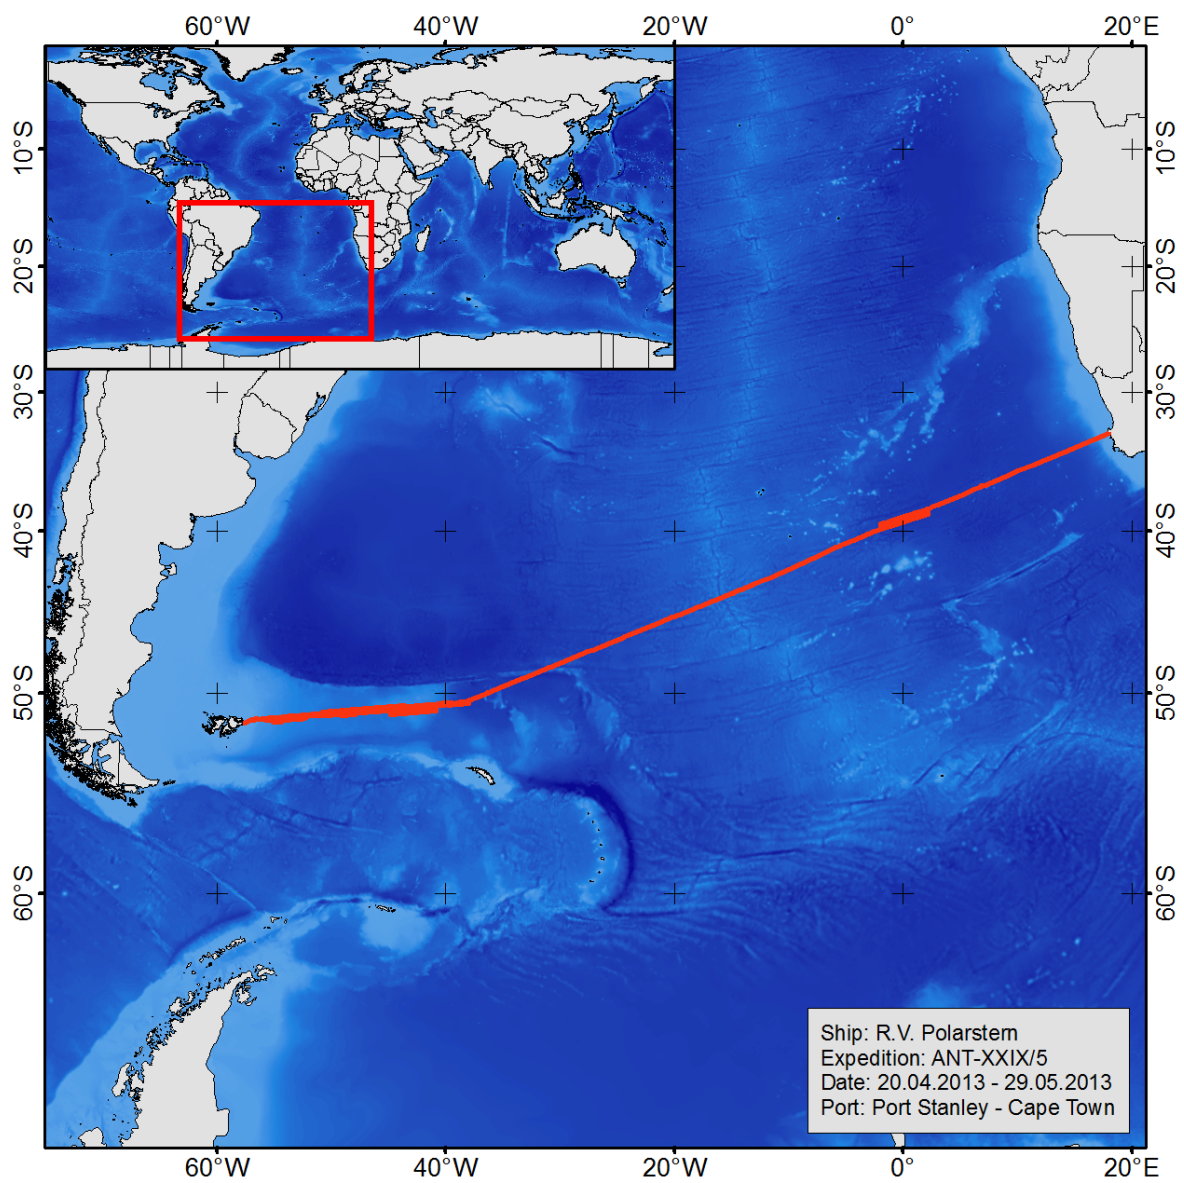 60°W 40°W 20°W 0° 20°E
10°S 10°S
20°S 20°S
30°S 30°S
40°S 40°S
50°S 50°S
60°S 60°S
Ship: R.V. Polarstern
Expedition: ANT-XXIX/5
Date: 20.04.2013 - 29.05.2013
Port: Port Stanley - Cape Town
60°W 40°W 20°W 0° 20°E